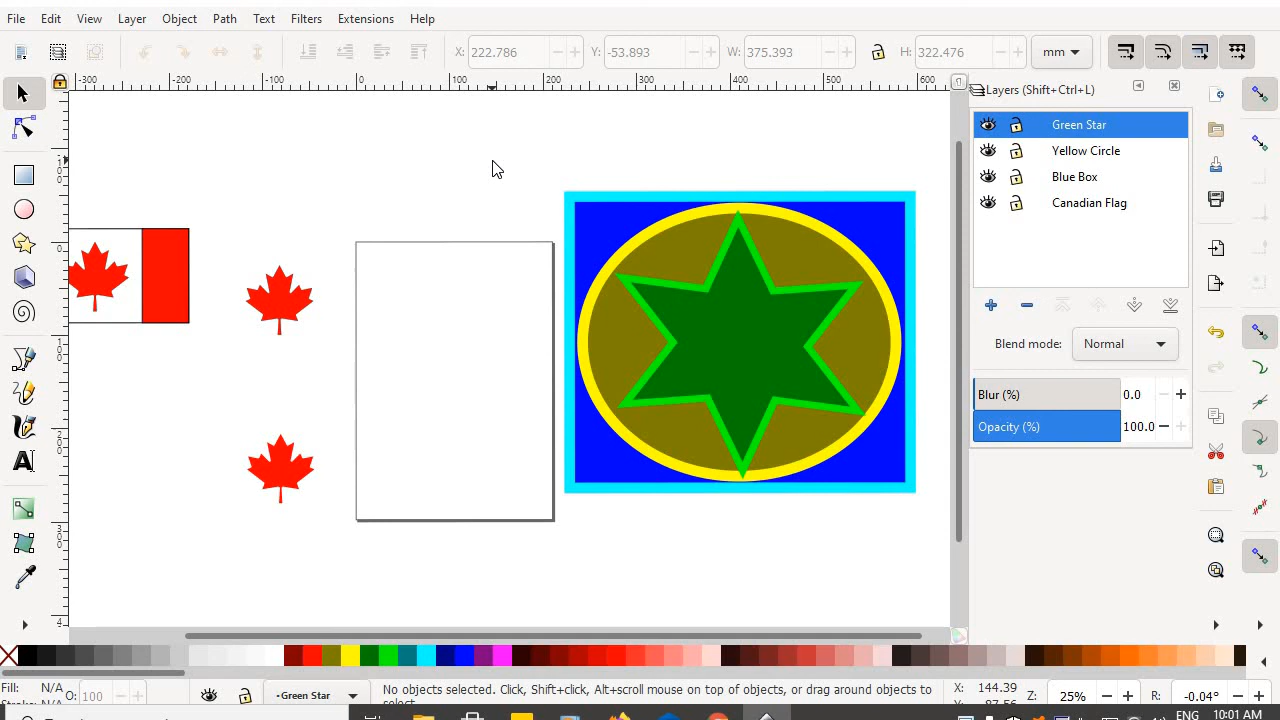 File Edit View Layer Object Path Text Filters Extensions Help
X: 222.786 Y: -53.895 W: 375.595 H: 322.476 mm
-300 -200 -100 0 100 200 300 400 500 600
Layers (Shift+Ctrl+L)
Green Star
Yellow Circle
Blue Box
Canadian Flag
Blend mode: Normal
Blur (%) 0.0
Opacity (%) 100.0
Fill: N/A O: 100 •Green Star No objects selected. Click, Shift+click, Alt+scroll mouse on top of objects, or drag around objects to X: 144.39 Z: 25% R: -0.04°
N/A select.
ENG 10:01 AM